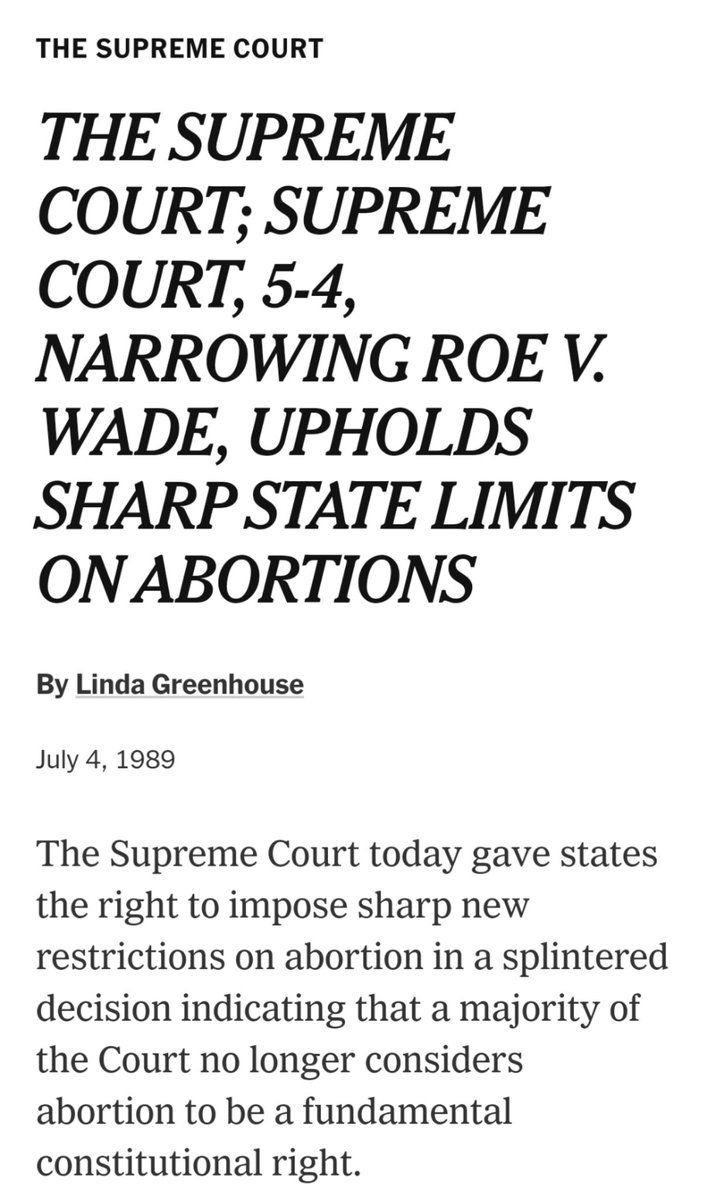 THE SUPREME COURT
THE SUPREME
COURT; SUPREME
COURT, 5-4,
NARROWING ROE V.
WADE, UPHOLDS
SHARP STATE LIMITS
ON ABORTIONS
By Linda Greenhouse
July 4, 1989
The Supreme Court today gave states
the right to impose sharp new
restrictions on abortion in a splintered
decision indicating that a majority of
the Court no longer considers
abortion to be a fundamental
constitutional right.